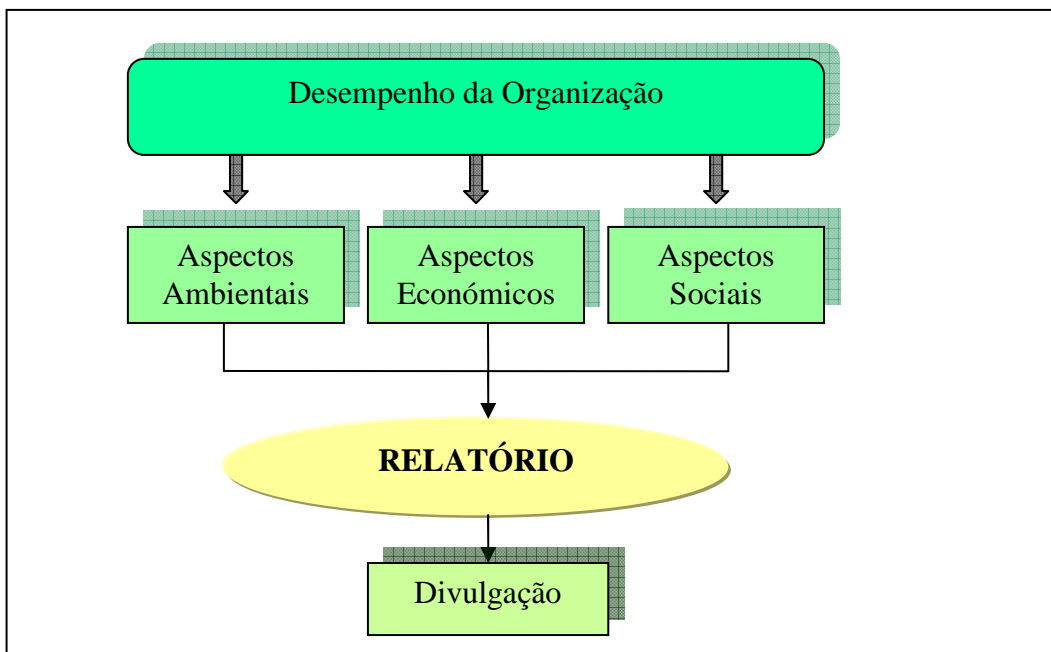 Desempenho da Organização
Aspectos
Ambientais
Aspectos
Económicos
Aspectos
Sociais
RELATÓRIO
Divulgação